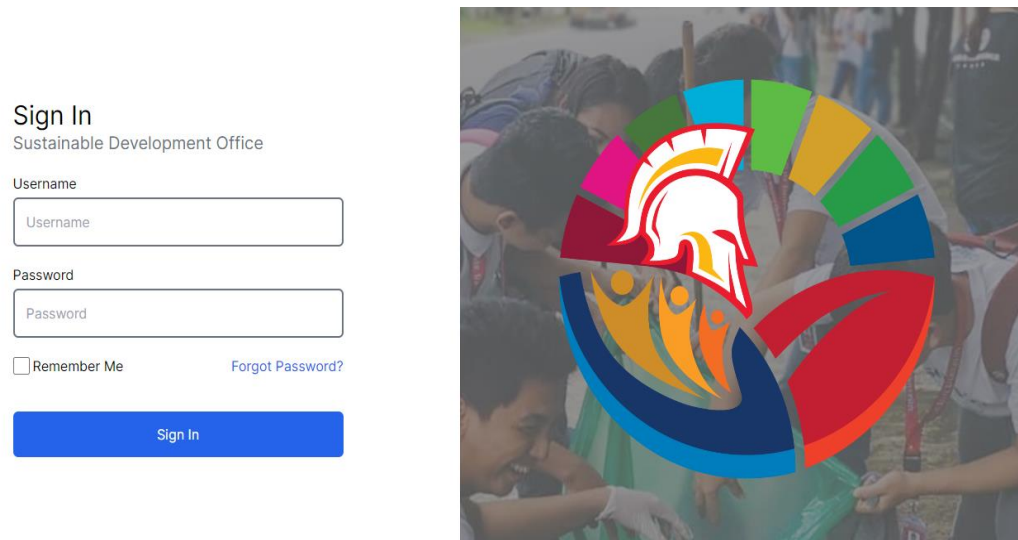 Sign In
Sustainable Development Office
Username
Username
Password
Password
Remember Me
Forgot Password?
Sign In